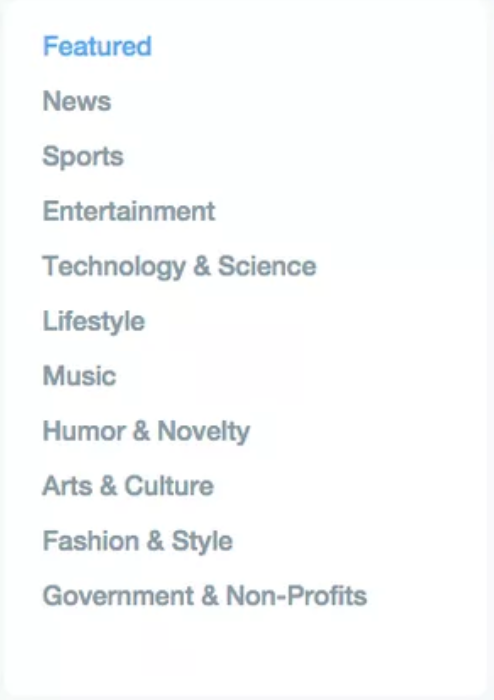 Featured
News
Sports
Entertainment
Technology & Science
Lifestyle
Music
Humor & Novelty
Arts & Culture
Fashion & Style
Government & Non-Profits